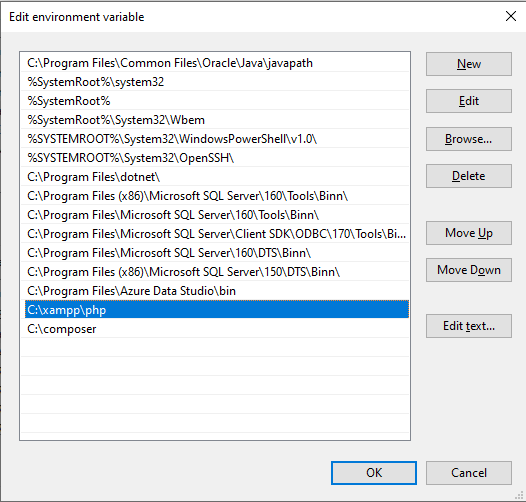 Edit environment variable
C:\Program Files\Common Files\Oracle\Java\javapath
%SystemRoot%\system32
%SystemRoot%
%SystemRoot%\System32\Wbem
%SYSTEMROOT%\System32\WindowsPowerShell\v1.0\
%SYSTEMROOT%\System32\OpenSSH\
C:\Program Files\dotnet\
C:\Program Files (x86)\Microsoft SQL Server\160\Tools\Binn\
C:\Program Files\Microsoft SQL Server\160\Tools\Binn\
C:\Program Files\Microsoft SQL Server\Client SDK\ODBC\170\Tools\Bi...
C:\Program Files\Microsoft SQL Server\160\DTS\Binn\
C:\Program Files (x86)\Microsoft SQL Server\150\DTS\Binn\
C:\Program Files\Azure Data Studio\bin
C:\xampp\php
C:\composer
New
Edit
Browse...
Delete
Move Up
Move Down
Edit text...
OK
Cancel